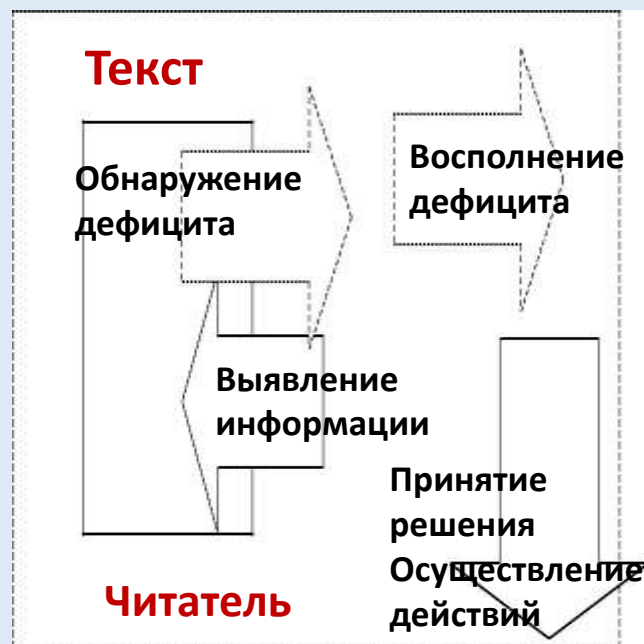 Текст
Обнаружение
дефицита
Восполнение
дефицита
Выявление
информации
Принятие
решения
Осуществление
действий
Читатель